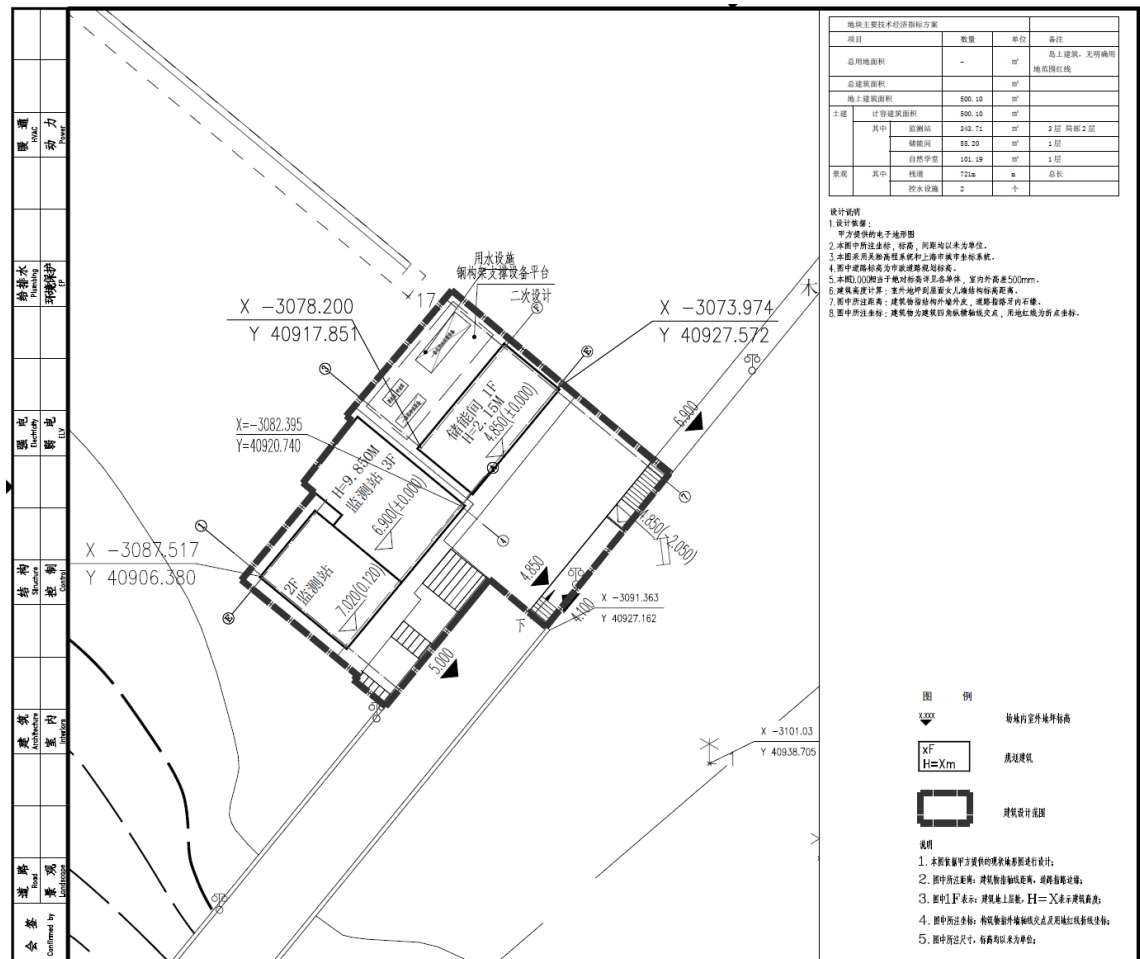 暖通
HVAC
动力
Power
给排水
Plumbing
环境保护
EP
强电
Electricity
弱电
ELV
结构
Structure
控制
Control
建筑
Architecture
室内
Interiors
道路
Road
景观
Landscape
会签
Confirmed by
用水设施
钢构架支撑设备平台
二次设计
17
X -3078.200
Y 40917.851
X -3073.974
Y 40927.572
X=-3082.395
Y=40920.740
X -3087.517
Y 40906.380
X -3091.363
Y 40927.162
X -3101.03
Y 40938.705
储能间 1F
H=2.15M
4.850(±0.000)
H=9.850M
监测站 3F
6.900(±0.000)
2F
监测站
7.020(0.120)
6.900
4.850(-2.050)
4.850
4.100
5.000
下
木
1
3
4
7
E
E
F
地块主要技术经济指标方案
项目 数量 单位 备注
总用地面积 - ㎡ 岛上建筑，无明确用地范围红线
总建筑面积 ㎡
地上建筑面积 500.10 ㎡
土建 计容建筑面积 500.10 ㎡
其中 监测站 343.71 ㎡ 3层 局部2层
储能间 55.20 ㎡ 1层
自然学堂 101.19 ㎡ 1层
景观 其中 栈道 721m m 总长
控水设施 2 个
设计说明
1.设计依据：
甲方提供的电子地形图
2.本图中所注坐标，标高，间距均以米为单位。
3.本图采用吴淞高程系统和上海市城市坐标系统。
4.图中道路标高为市政道路规划标高。
5.本图0.000相当于绝对标高详见各单体，室内外高差500mm。
6.建筑高度计算：室外地坪到屋面女儿墙结构标高距离。
7.图中所注距离：建筑物指结构外墙外皮，道路指路牙内石缘。
8.图中所注坐标：建筑物为建筑四角纵横轴线交点，用地红线为折点坐标。
图 例
X.XXX
场地内室外地坪标高
xF
H=Xm
规划建筑
建筑设计范围
说明
1. 本图依据甲方提供的现状地形图进行设计；
2. 图中所注距离：建筑物指轴线距离，道路指路边缘；
3. 图中1F表示：建筑地上层数，H=X表示建筑高度；
4. 图中所注坐标：构筑物指外墙轴线交点及用地红线折线坐标；
5. 图中所注尺寸，标高均以米为单位；